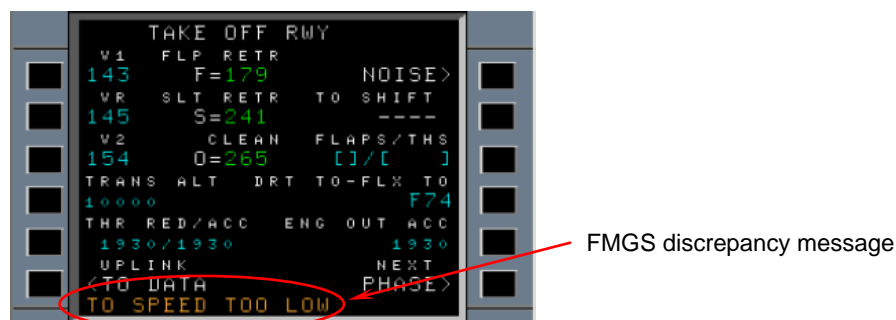 TAKE OFF RWY
V1 FLP RETR
143 F=179 NOISE>
VR SLT RETR TO SHIFT
145 S=241 ----
V2 CLEAN FLAPS/THS
154 O=265 []/[ ]
TRANS ALT DRT TO-FLX TO
10000 F74
THR RED/ACC ENG OUT ACC
1930/1930 1930
UPLINK NEXT
<TO DATA PHASE>
TO SPEED TOO LOW
FMGS discrepancy message